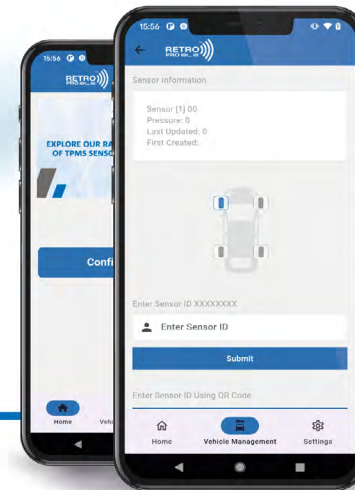 15:56
RETRO
PRO BLE
EXPLORE OUR RA
OF TPMS SENSO
Confi
Home
Vehi
15:56
RETRO
PRO BLE
Sensor Information
Sensor [1] 00
Pressure: 0
Last Updated: 0
First Created:
Enter Sensor ID XXXXXXXX
Enter Sensor ID
Submit
Enter Sensor ID Using QR Code
Home
Vehicle Management
Settings